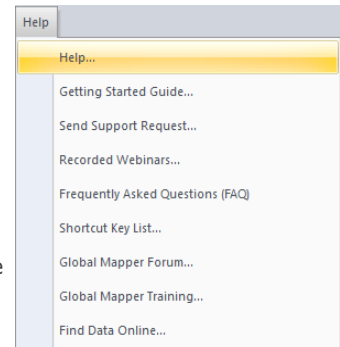 Help
Help...
Getting Started Guide...
Send Support Request...
Recorded Webinars...
Frequently Asked Questions (FAQ)
Shortcut Key List...
e
Global Mapper Forum...
Global Mapper Training...
Find Data Online...